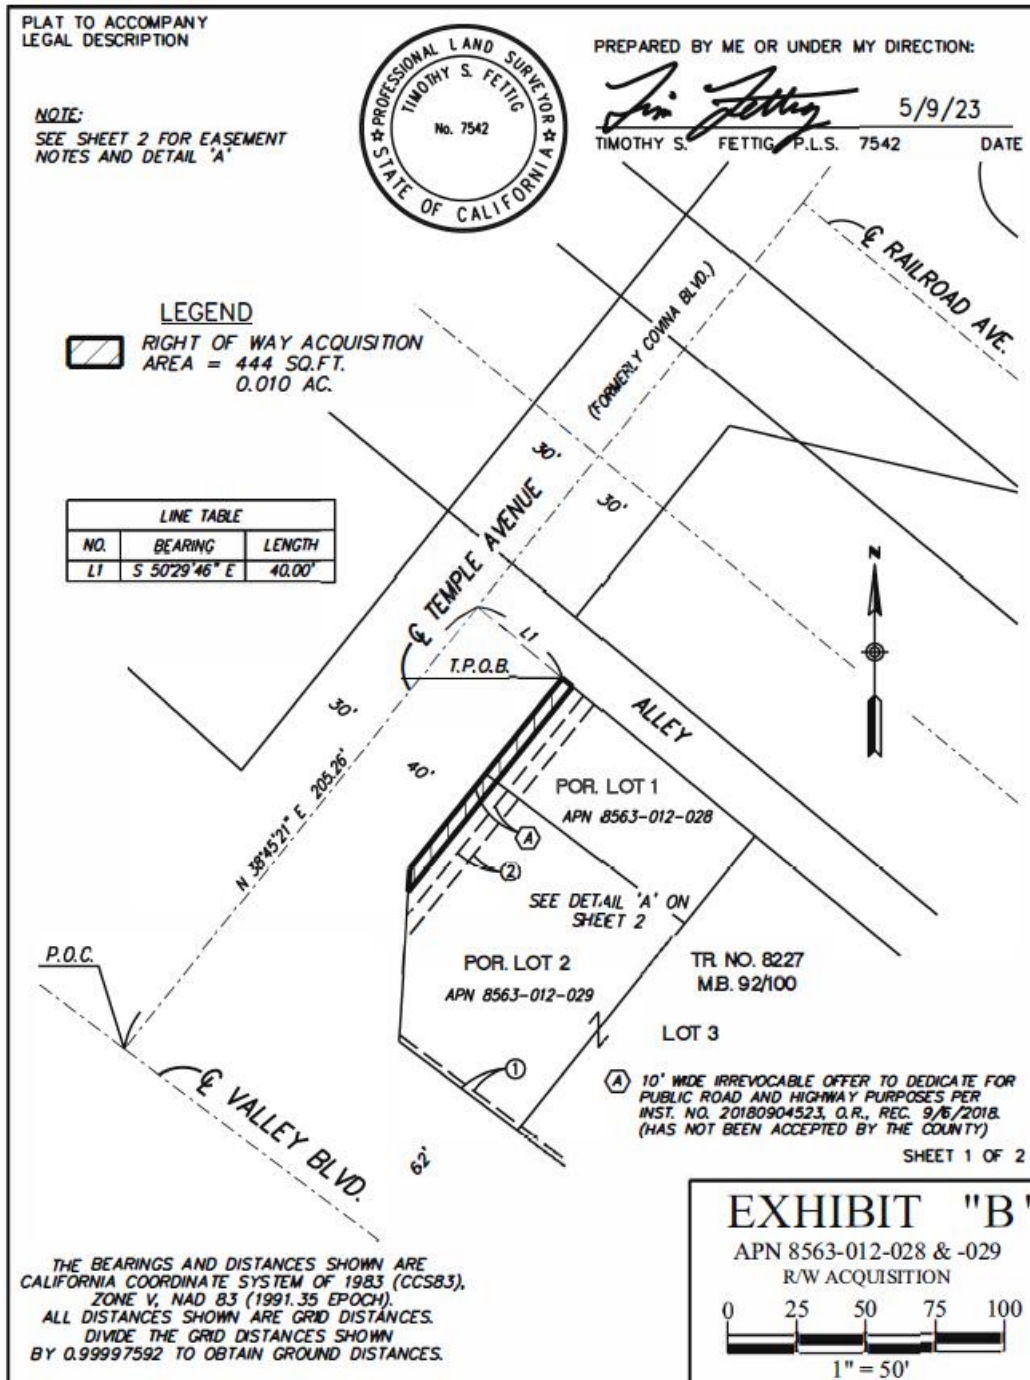 PLAT TO ACCOMPANY
LEGAL DESCRIPTION
NOTE:
SEE SHEET 2 FOR EASEMENT
NOTES AND DETAIL 'A'
PROFESSIONAL LAND SURVEYOR
TIMOTHY S. FETTIG
No. 7542
STATE OF CALIFORNIA
PREPARED BY ME OR UNDER MY DIRECTION:
Tim Fettig
5/9/23
TIMOTHY S. FETTIG P.L.S. 7542 DATE
℄ RAILROAD AVE.
(FORMERLY COVINA BLVD.)
LEGEND
RIGHT OF WAY ACQUISITION
AREA = 444 SQ.FT.
0.010 AC.
30'
30'
LINE TABLE
NO. BEARING LENGTH
L1 S 50°29'46" E 40.00'
℄ TEMPLE AVENUE
N
L1
T.P.O.B.
30'
ALLEY
40'
N 38°45'21" E 205.26'
POR. LOT 1
APN 8563-012-028
A
2
SEE DETAIL 'A' ON
SHEET 2
P.O.C.
POR. LOT 2
APN 8563-012-029
TR. NO. 8227
M.B. 92/100
LOT 3
1
℄ VALLEY BLVD.
62'
A 10' WIDE IRREVOCABLE OFFER TO DEDICATE FOR
PUBLIC ROAD AND HIGHWAY PURPOSES PER
INST. NO. 20180904523, O.R., REC. 9/6/2018.
(HAS NOT BEEN ACCEPTED BY THE COUNTY)
SHEET 1 OF 2
THE BEARINGS AND DISTANCES SHOWN ARE
CALIFORNIA COORDINATE SYSTEM OF 1983 (CCS83),
ZONE V, NAD 83 (1991.35 EPOCH).
ALL DISTANCES SHOWN ARE GRID DISTANCES.
DIVIDE THE GRID DISTANCES SHOWN
BY 0.99997592 TO OBTAIN GROUND DISTANCES.
EXHIBIT "B"
APN 8563-012-028 & -029
R/W ACQUISITION
0 25 50 75 100
1" = 50'